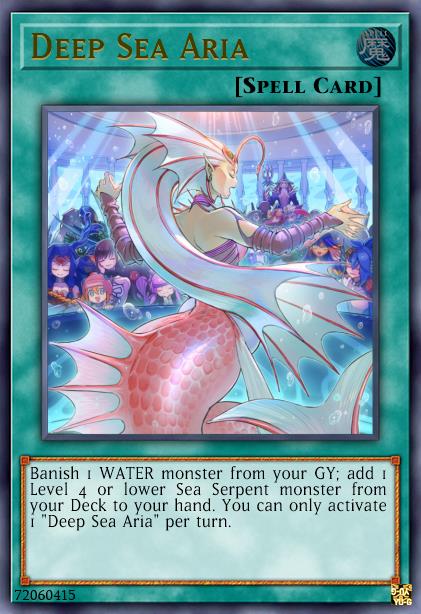 Deep Sea Aria
SPELL
魔
[Spell Card]
Banish 1 WATER monster from your GY; add 1
Level 4 or lower Sea Serpent monster from
your Deck to your hand. You can only activate
1 "Deep Sea Aria" per turn.
72060415